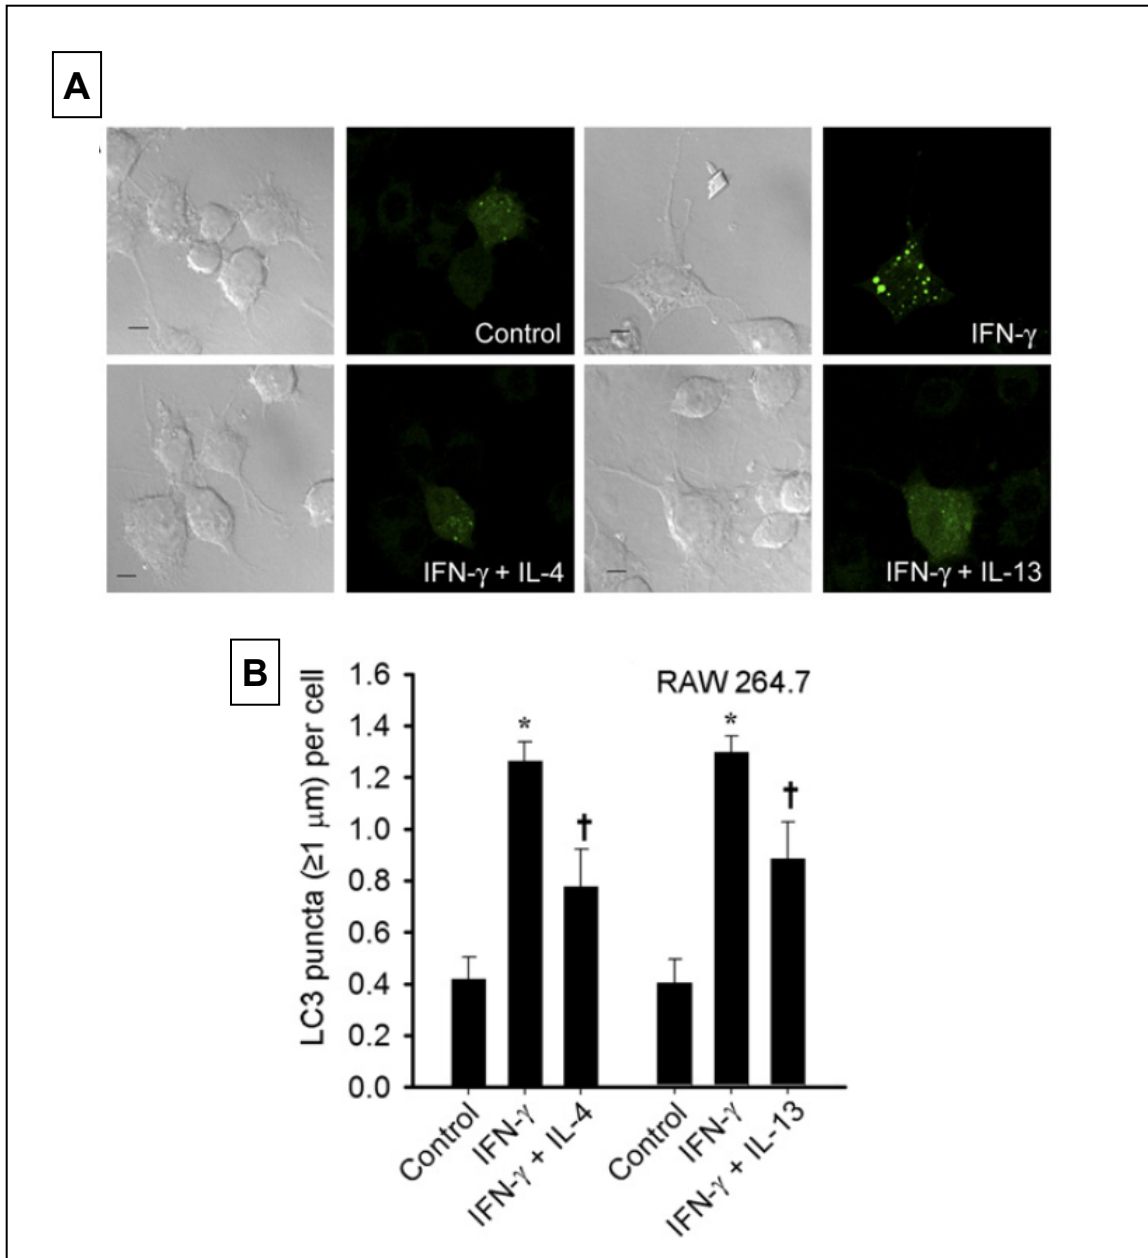 A
Control
IFN-γ
IFN-γ + IL-4
IFN-γ + IL-13
B
LC3 puncta (≥1 μm) per cell
RAW 264.7
1.6
1.4
1.2
1.0
0.8
0.6
0.4
0.2
0.0
*
†
*
†
Control
IFN-γ
IFN-γ + IL-4
Control
IFN-γ
IFN-γ + IL-13